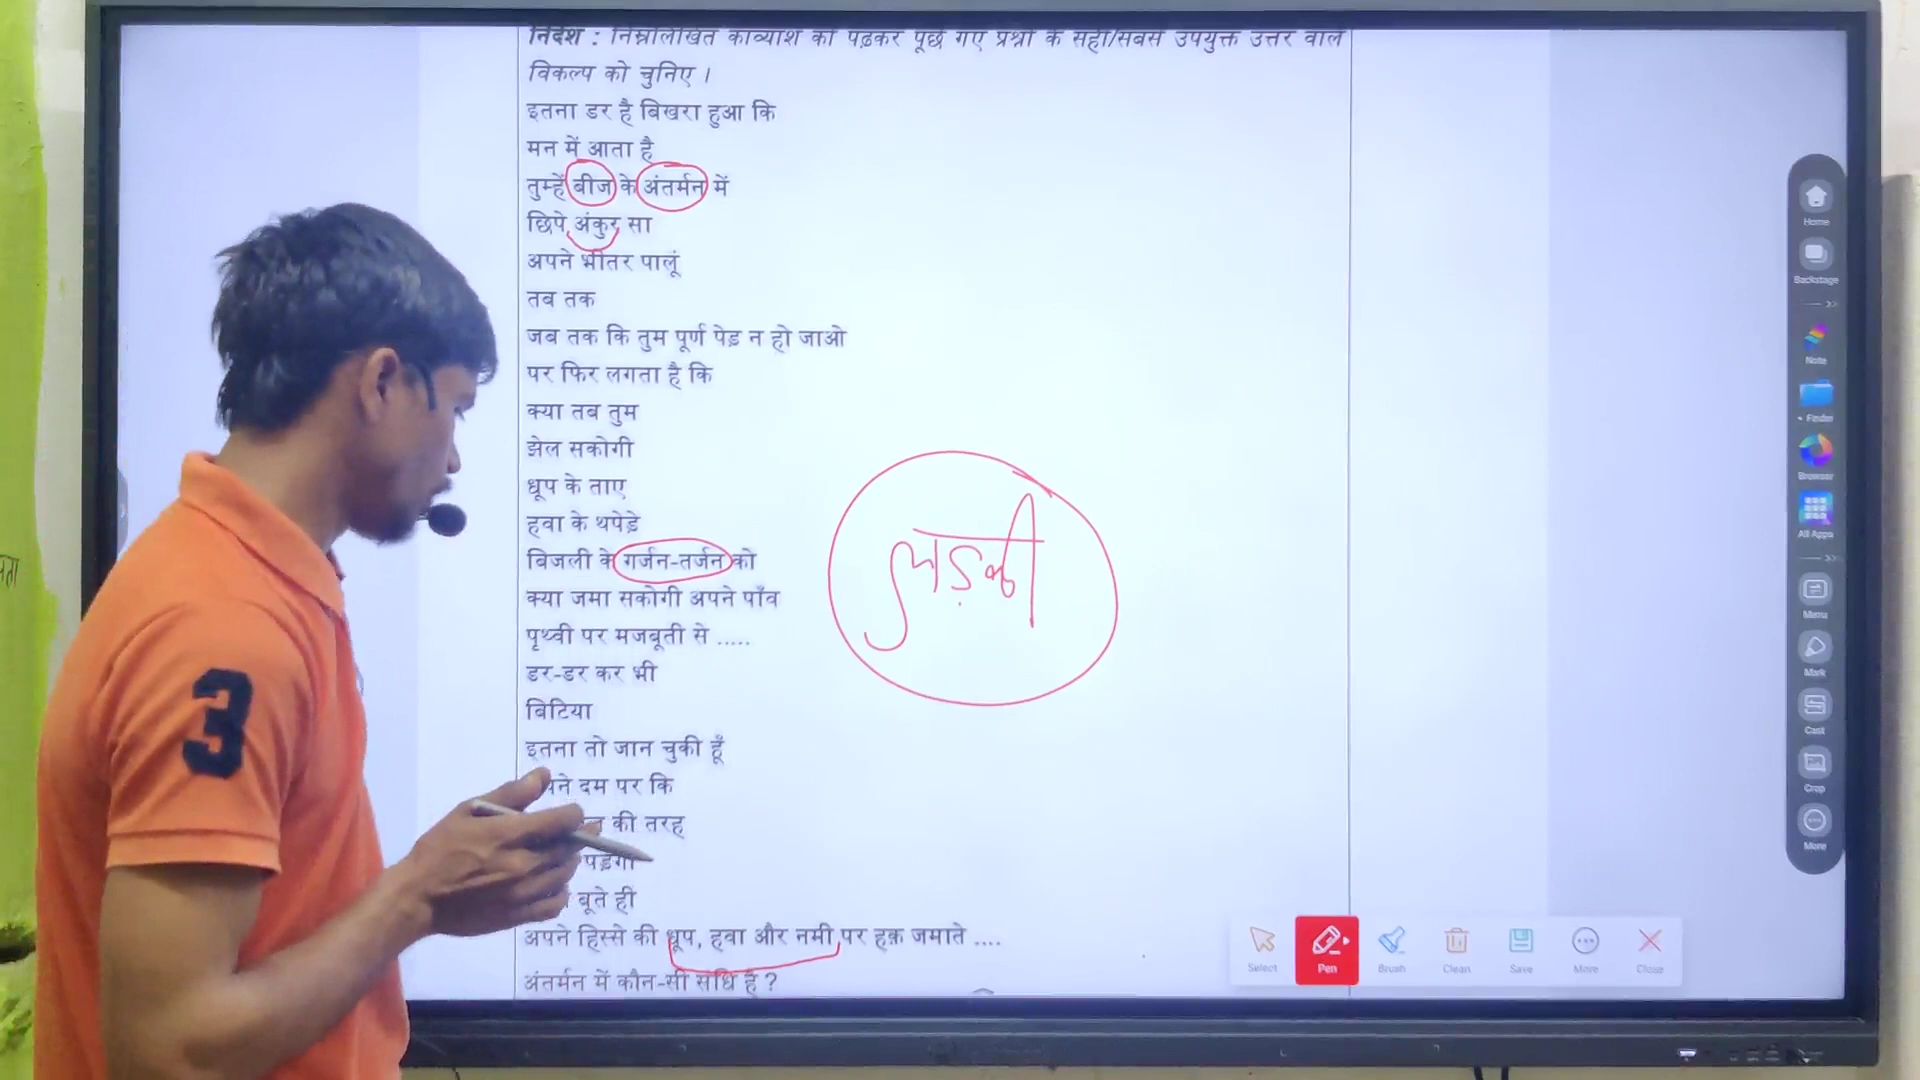 निर्देश : निम्नलिखित काव्यांश को पढ़कर पूछे गए प्रश्नों के सही/सबसे उपयुक्त उत्तर वाले
विकल्प को चुनिए ।
इतना डर है बिखरा हुआ कि
मन में आता है
तुम्हें बीज के अंतर्मन में
छिपे अंकुर सा
अपने भीतर पालूं
तब तक
जब तक कि तुम पूर्ण पेड़ न हो जाओ
पर फिर लगता है कि
क्या तब तुम
झेल सकोगी
धूप के ताए
हवा के थपेड़े
बिजली के गर्जन-तर्जन को
क्या जमा सकोगी अपने पाँव
पृथ्वी पर मजबूती से .....
डर-डर कर भी
बिटिया
इतना तो जान चुकी हूँ
दम पर कि
की तरह
बूते ही
अपने हिस्से की धूप, हवा और नमी पर हक़ जमाते ....
अंतर्मन में कौन-सी संधि है ?
लड़की
3
Home
Backstage
Note
Finder
Browser
All Apps
Menu
Mark
Cast
Crop
More
Select
Pen
Brush
Clean
Save
More
Close